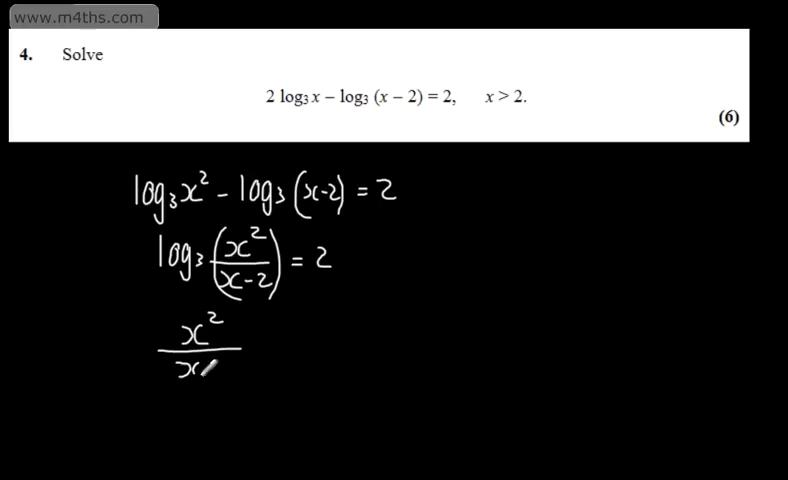 www.m4ths.com
4. Solve
2 log₃ x – log₃ (x – 2) = 2, x > 2.
(6)
log₃x² - log₃(x-2) = 2
log₃(x²/(x-2)) = 2
x²
x